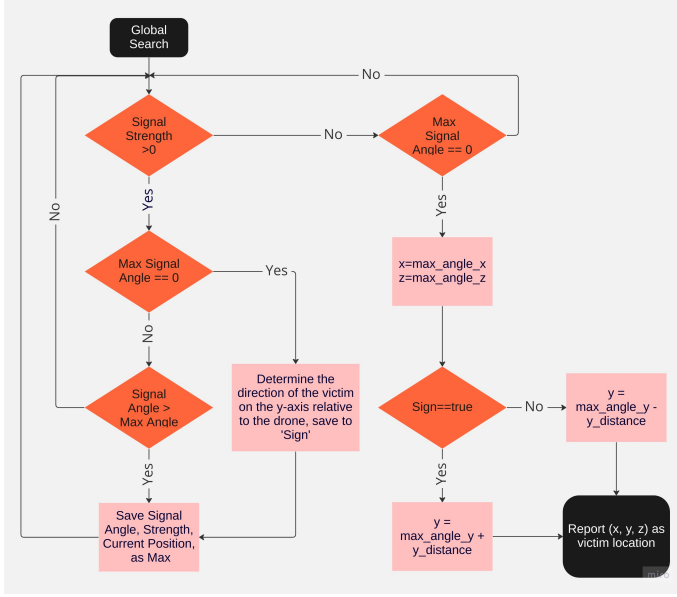 Global
Search
No
Signal
Strength
>0
No
Max
Signal
Angle == 0
Yes
Yes
No
Max Signal
Angle == 0
Yes
x=max_angle_x
z=max_angle_z
No
Signal
Angle >
Max Angle
Determine the
direction of the victim
on the y-axis relative
to the drone, save to
'Sign'
Sign==true
No
y =
max_angle_y -
y_distance
Yes
Yes
Save Signal
Angle, Strength,
Current Position,
as Max
y =
max_angle_y +
y_distance
Report (x, y, z) as
victim location
miro